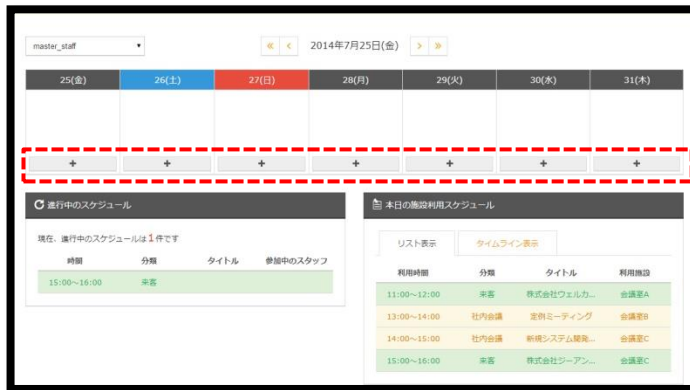 master_staff
« < 2014年7月25日(金) > »
25(金) 26(土) 27(日) 28(月) 29(火) 30(水) 31(木)
+ + + + + + +
進行中のスケジュール
現在、進行中のスケジュールは1件です
時間 分類 タイトル 参加中のスタッフ
15:00～16:00 来客
本日の施設利用スケジュール
リスト表示 タイムライン表示
利用時間 分類 タイトル 利用施設
11:00～12:00 来客 株式会社ウェルカ... 会議室A
13:00～14:00 社内会議 定例ミーティング 会議室B
14:00～15:00 社内会議 新規システム開発... 会議室C
15:00～16:00 来客 株式会社ジーアン... 会議室C